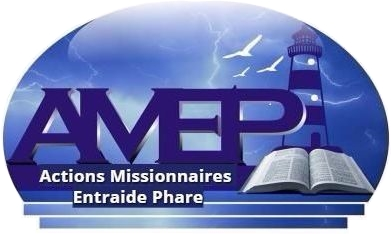 AMEP
Actions Missionnaires
Entraide Phare